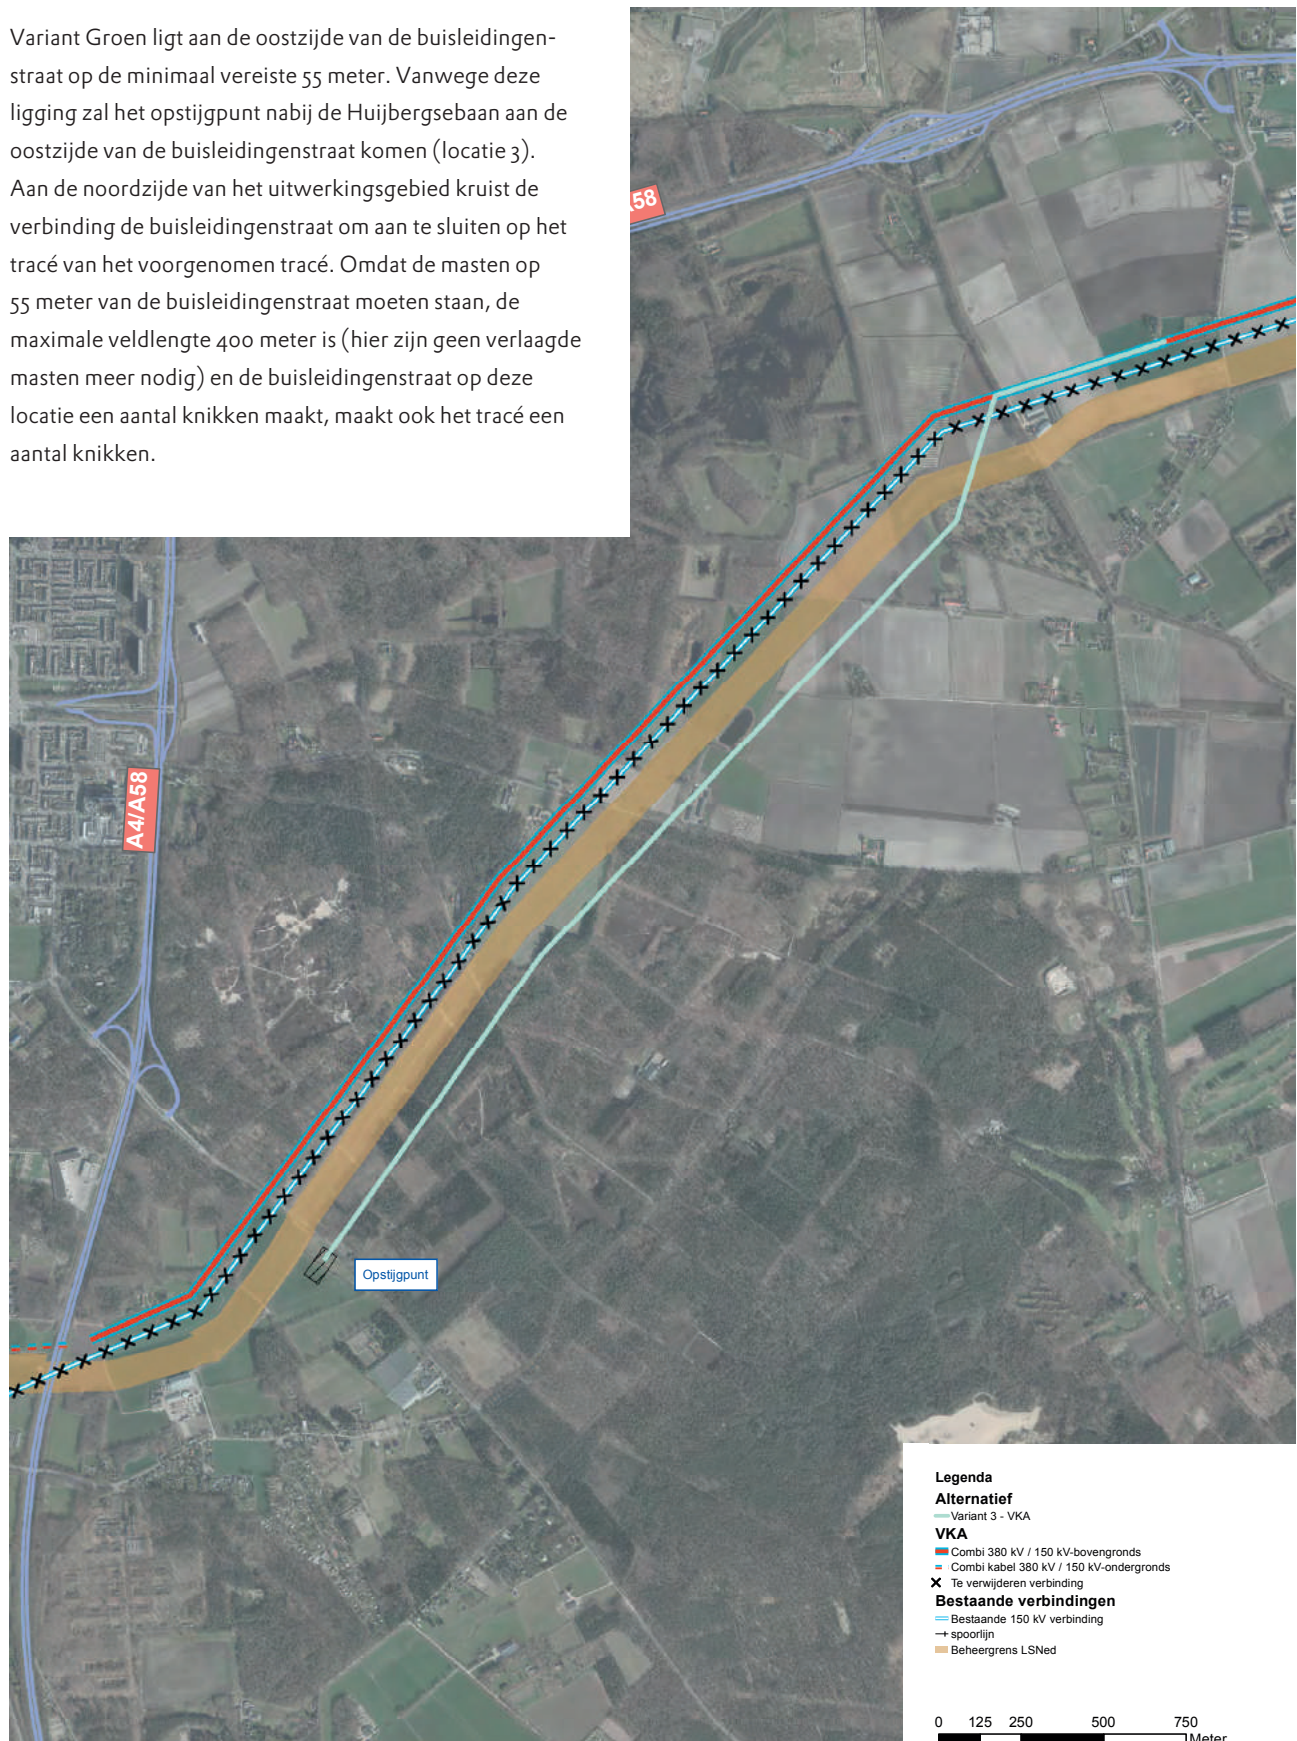 Variant Groen ligt aan de oostzijde van de buisleidingen-
straat op de minimaal vereiste 55 meter. Vanwege deze
ligging zal het opstijgpunt nabij de Huijbergsebaan aan de
oostzijde van de buisleidingenstraat komen (locatie 3).
Aan de noordzijde van het uitwerkingsgebied kruist de
verbinding de buisleidingenstraat om aan te sluiten op het
tracé van het voorgenomen tracé. Omdat de masten op
55 meter van de buisleidingenstraat moeten staan, de
maximale veldlengte 400 meter is (hier zijn geen verlaagde
masten meer nodig) en de buisleidingenstraat op deze
locatie een aantal knikken maakt, maakt ook het tracé een
aantal knikken.
58
A4/A58
Opstijgpunt
Legenda
Alternatief
Variant 3 - VKA
VKA
Combi 380 kV / 150 kV-bovengronds
Combi kabel 380 kV / 150 kV-ondergronds
Te verwijderen verbinding
Bestaande verbindingen
Bestaande 150 kV verbinding
spoorlijn
Beheergrens LSNed
0 125 250 500 750
Meter